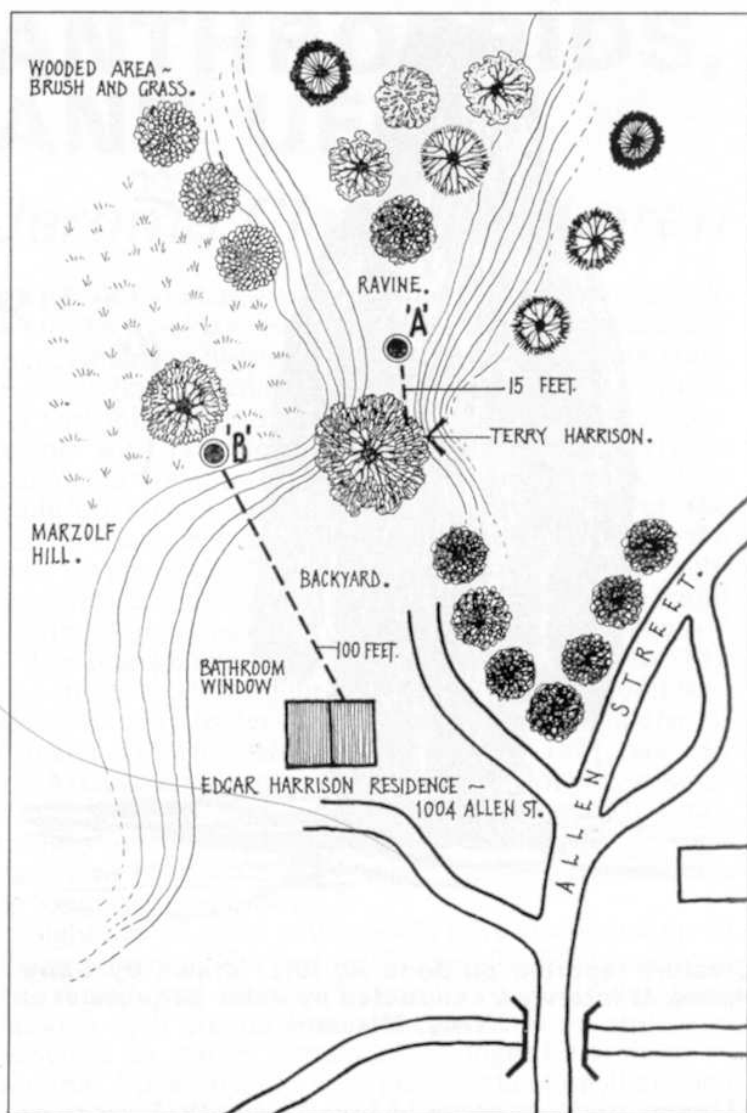 WOODED AREA~
BRUSH AND GRASS.
RAVINE.
'A'
15 FEET.
TERRY HARRISON.
'B'
MARZOLF
HILL.
BACKYARD.
100 FEET.
BATHROOM
WINDOW
EDGAR HARRISON RESIDENCE~
1004 ALLEN ST.
ALLEN STREET.